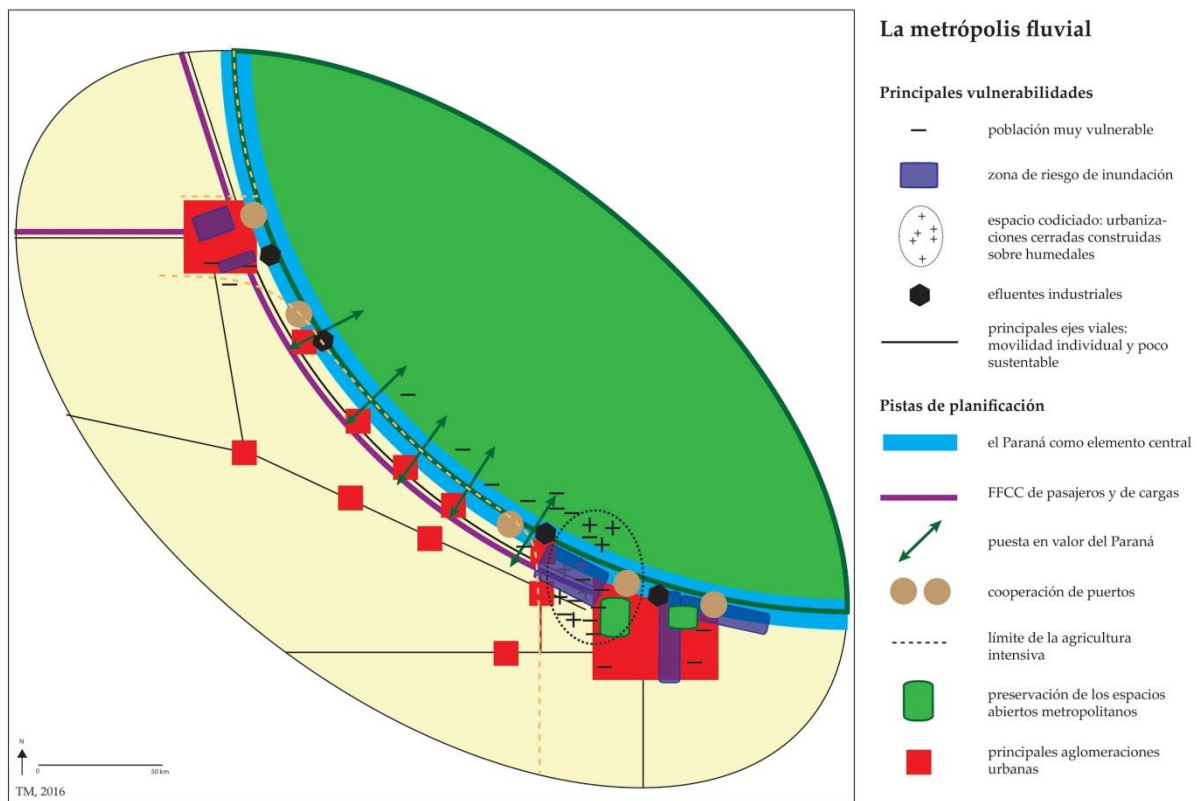 La metrópolis fluvial
Principales vulnerabilidades
población muy vulnerable
zona de riesgo de inundación
espacio codiciado: urbaniza-
ciones cerradas construidas
sobre humedales
efluentes industriales
principales ejes viales:
movilidad individual y poco
sustentable
Pistas de planificación
el Paraná como elemento central
FFCC de pasajeros y de cargas
puesta en valor del Paraná
cooperación de puertos
límite de la agricultura
intensiva
preservación de los espacios
abiertos metropolitanos
principales aglomeraciones
urbanas
N
0 50 km
TM, 2016